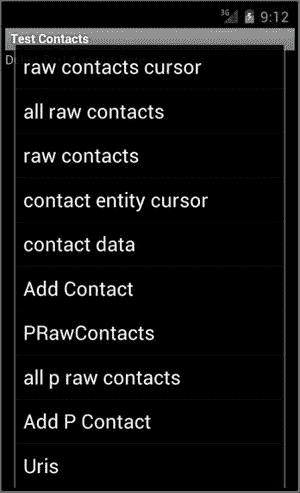 3G 9:12
Test Contacts
raw contacts cursor
all raw contacts
raw contacts
contact entity cursor
contact data
Add Contact
PRawContacts
all p raw contacts
Add P Contact
Uris